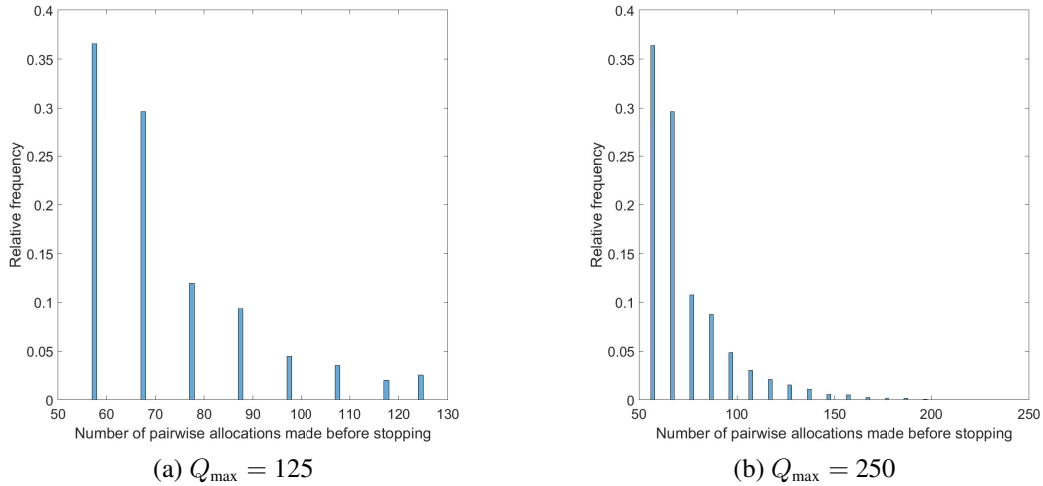 0.4
0.35
0.3
0.25
0.2
0.15
0.1
0.05
0
Relative frequency
50 60 70 80 90 100 110 120 130
Number of pairwise allocations made before stopping
(a) Qmax = 125
0.4
0.35
0.3
0.25
0.2
0.15
0.1
0.05
0
Relative frequency
50 100 150 200 250
Number of pairwise allocations made before stopping
(b) Qmax = 250